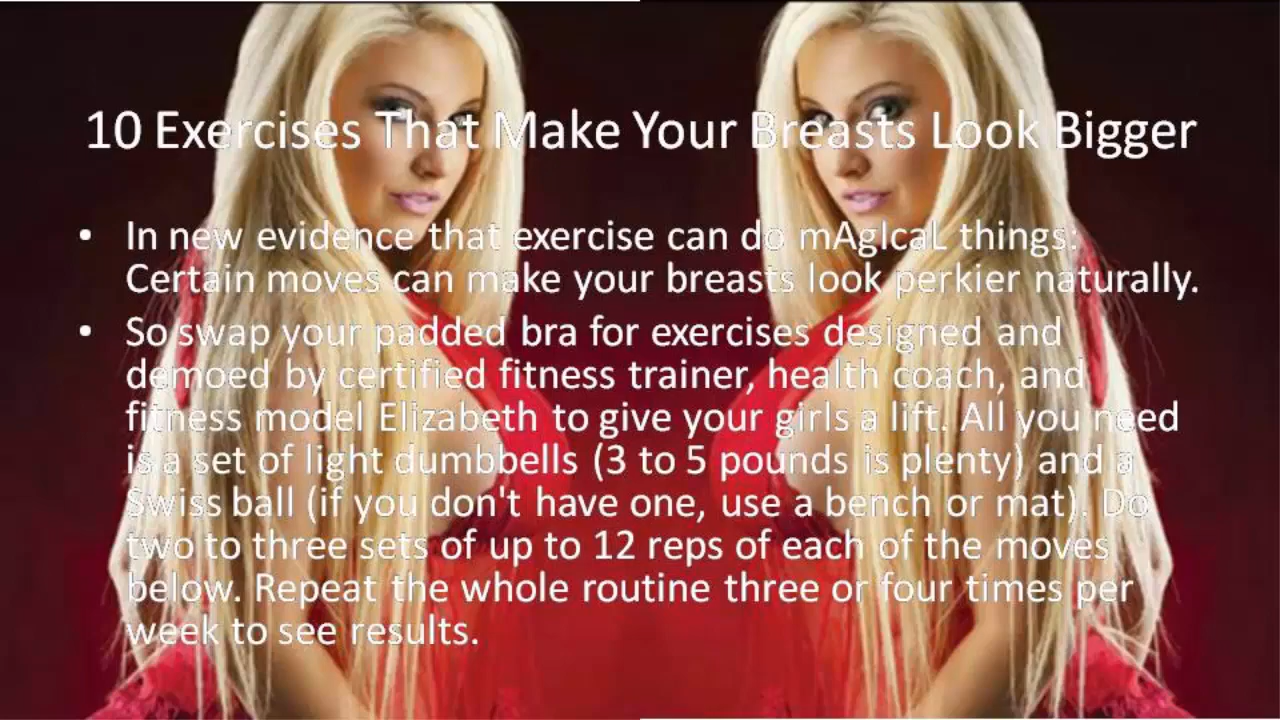 10 Exercises That Make Your Breasts Look Bigger
• In new evidence that exercise can do mAgIcaL things:
Certain moves can make your breasts look perkier naturally.
• So swap your padded bra for exercises designed and
demoed by certified fitness trainer, health coach, and
fitness model Elizabeth to give your girls a lift. All you need
is a set of light dumbbells (3 to 5 pounds is plenty) and a
Swiss ball (if you don't have one, use a bench or mat). Do
two to three sets of up to 12 reps of each of the moves
below. Repeat the whole routine three or four times per
week to see results.